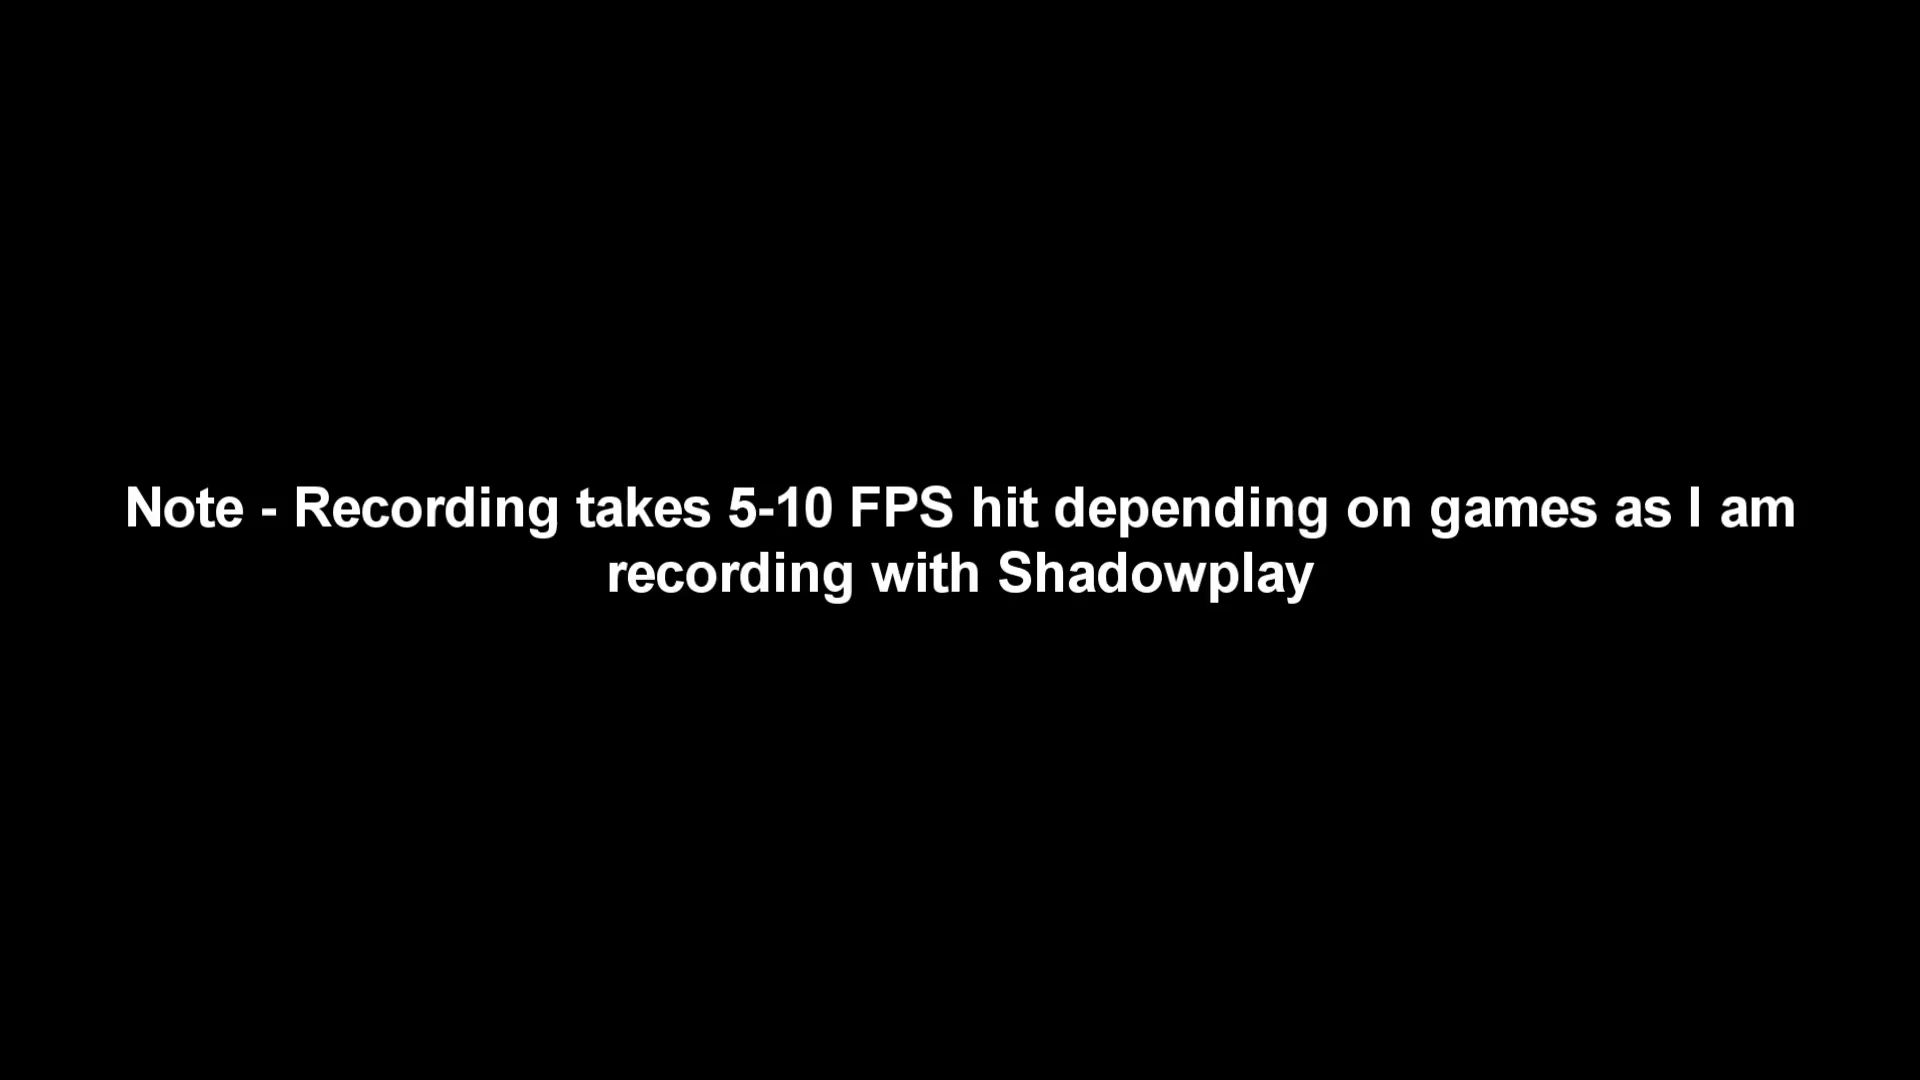 Note - Recording takes 5-10 FPS hit depending on games as I am
recording with Shadowplay